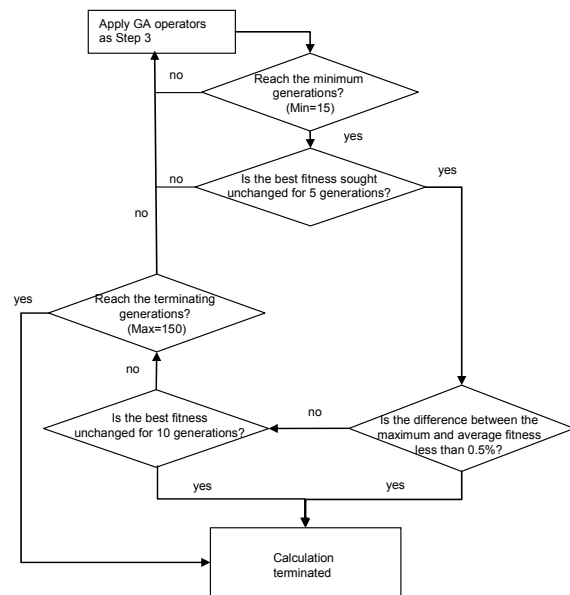 Apply GA operators
as Step 3
no
Reach the minimum
generations?
(Min=15)
yes
no
Is the best fitness sought
unchanged for 5 generations?
yes
no
yes
Reach the terminating
generations?
(Max=150)
no
Is the best fitness
unchanged for 10 generations?
no
Is the difference between the
maximum and average fitness
less than 0.5%?
yes
yes
Calculation
terminated